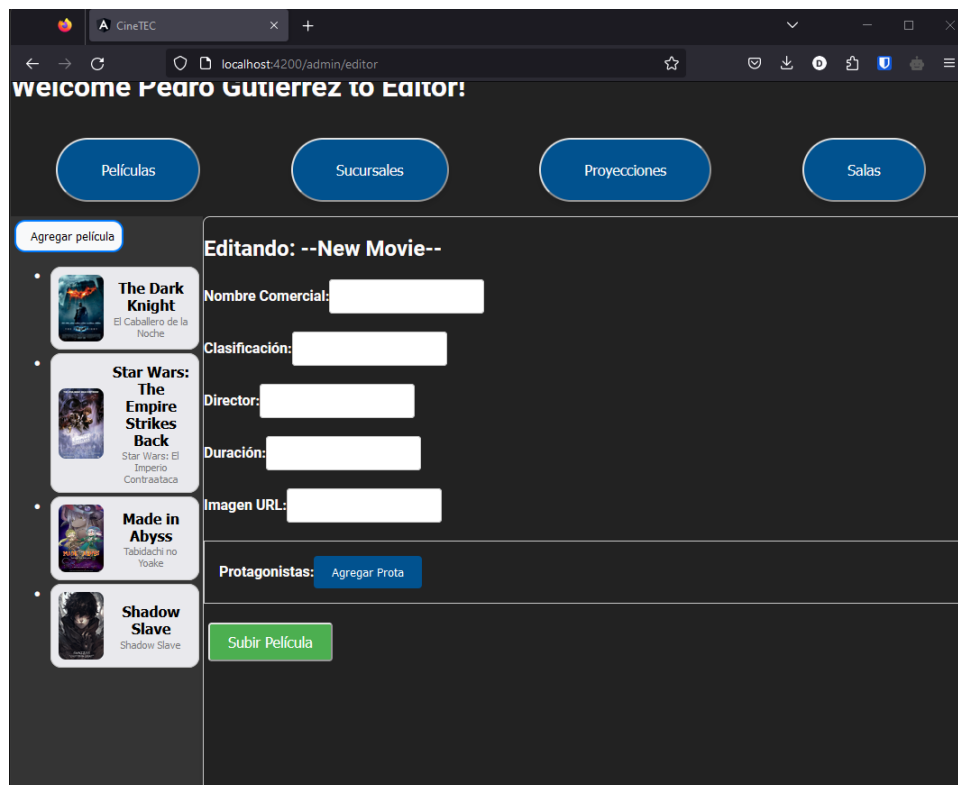 CineTEC
localhost:4200/admin/editor
Welcome Pedro Gutierrez to Editor!
Películas
Sucursales
Proyecciones
Salas
Agregar película
The Dark
Knight
El Caballero de la
Noche
Star Wars:
The
Empire
Strikes
Back
Star Wars: El
Imperio
Contraataca
Made in
Abyss
Tabidachi no
Yoake
Shadow
Slave
Shadow Slave
Editando: --New Movie--
Nombre Comercial:
Clasificación:
Director:
Duración:
Imagen URL:
Protagonistas:
Agregar Prota
Subir Película